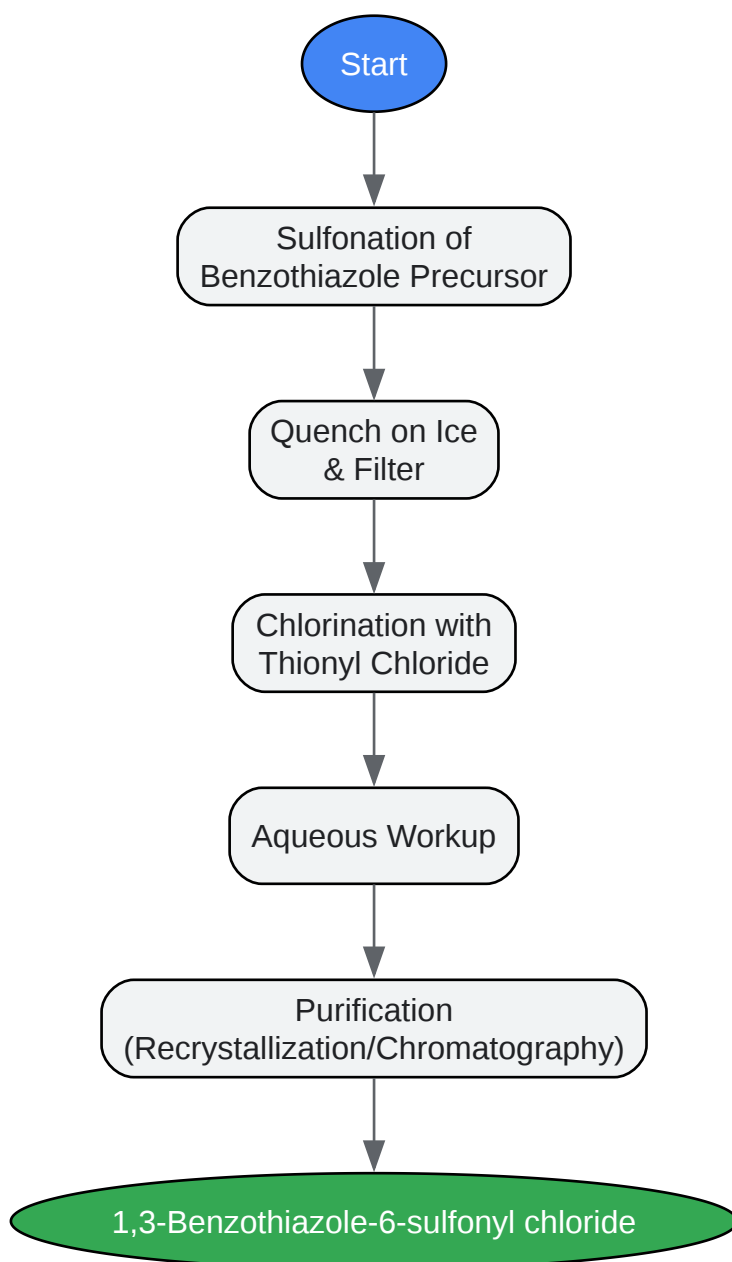 Start
Sulfonation of
Benzothiazole Precursor
Quench on Ice
& Filter
Chlorination with
Thionyl Chloride
Aqueous Workup
Purification
(Recrystallization/Chromatography)
1,3-Benzothiazole-6-sulfonyl chloride